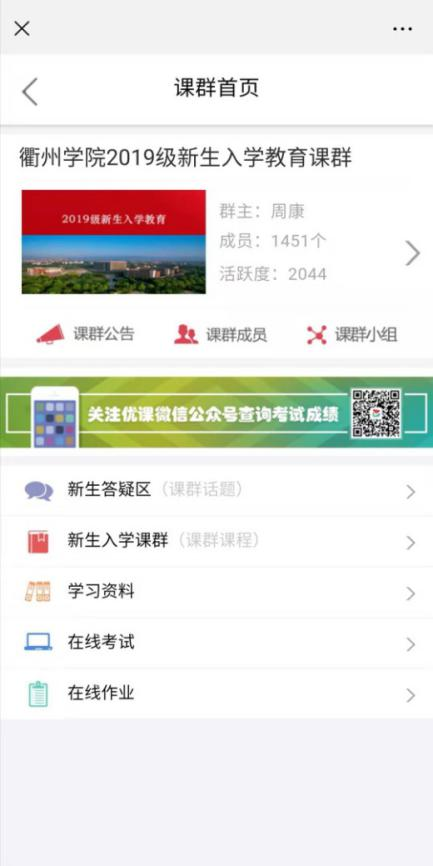 课群首页
衢州学院2019级新生入学教育课群
2019级新生入学教育
群主：周康
成员：1451个
活跃度：2044
课群公告 课群成员 课群小组
关注优课微信公众号查询考试成绩
新生答疑区（课群话题）
新生入学课群（课群课程）
学习资料
在线考试
在线作业